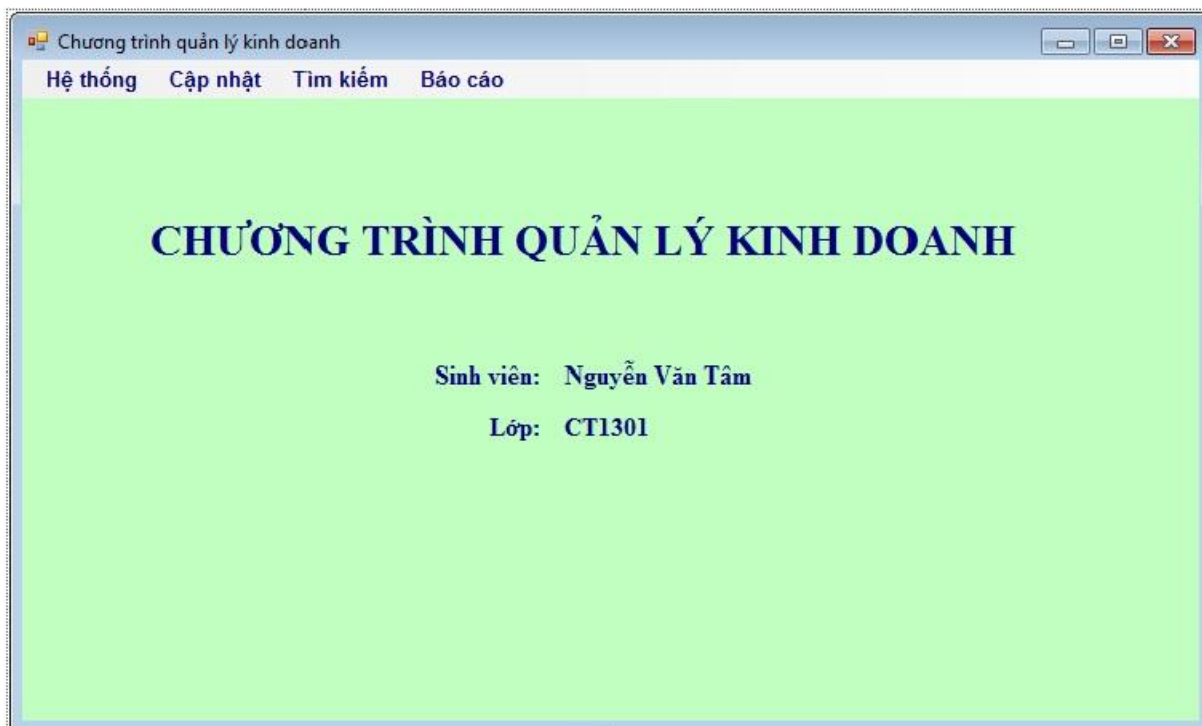 Chương trình quản lý kinh doanh
Hệ thống Cập nhật Tìm kiếm Báo cáo
CHƯƠNG TRÌNH QUẢN LÝ KINH DOANH
Sinh viên: Nguyễn Văn Tâm
Lớp: CT1301